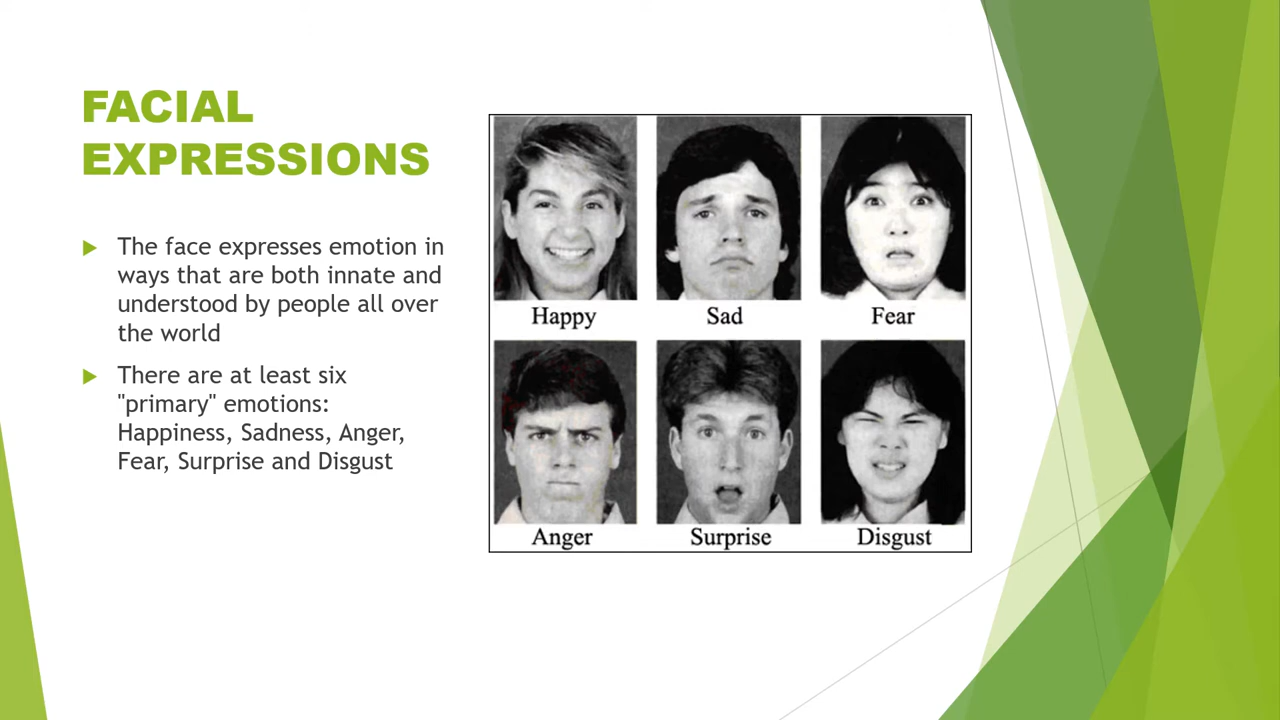 FACIAL
EXPRESSIONS
The face expresses emotion in
ways that are both innate and
understood by people all over
the world
There are at least six
"primary" emotions:
Happiness, Sadness, Anger,
Fear, Surprise and Disgust
Happy Sad Fear
Anger Surprise Disgust